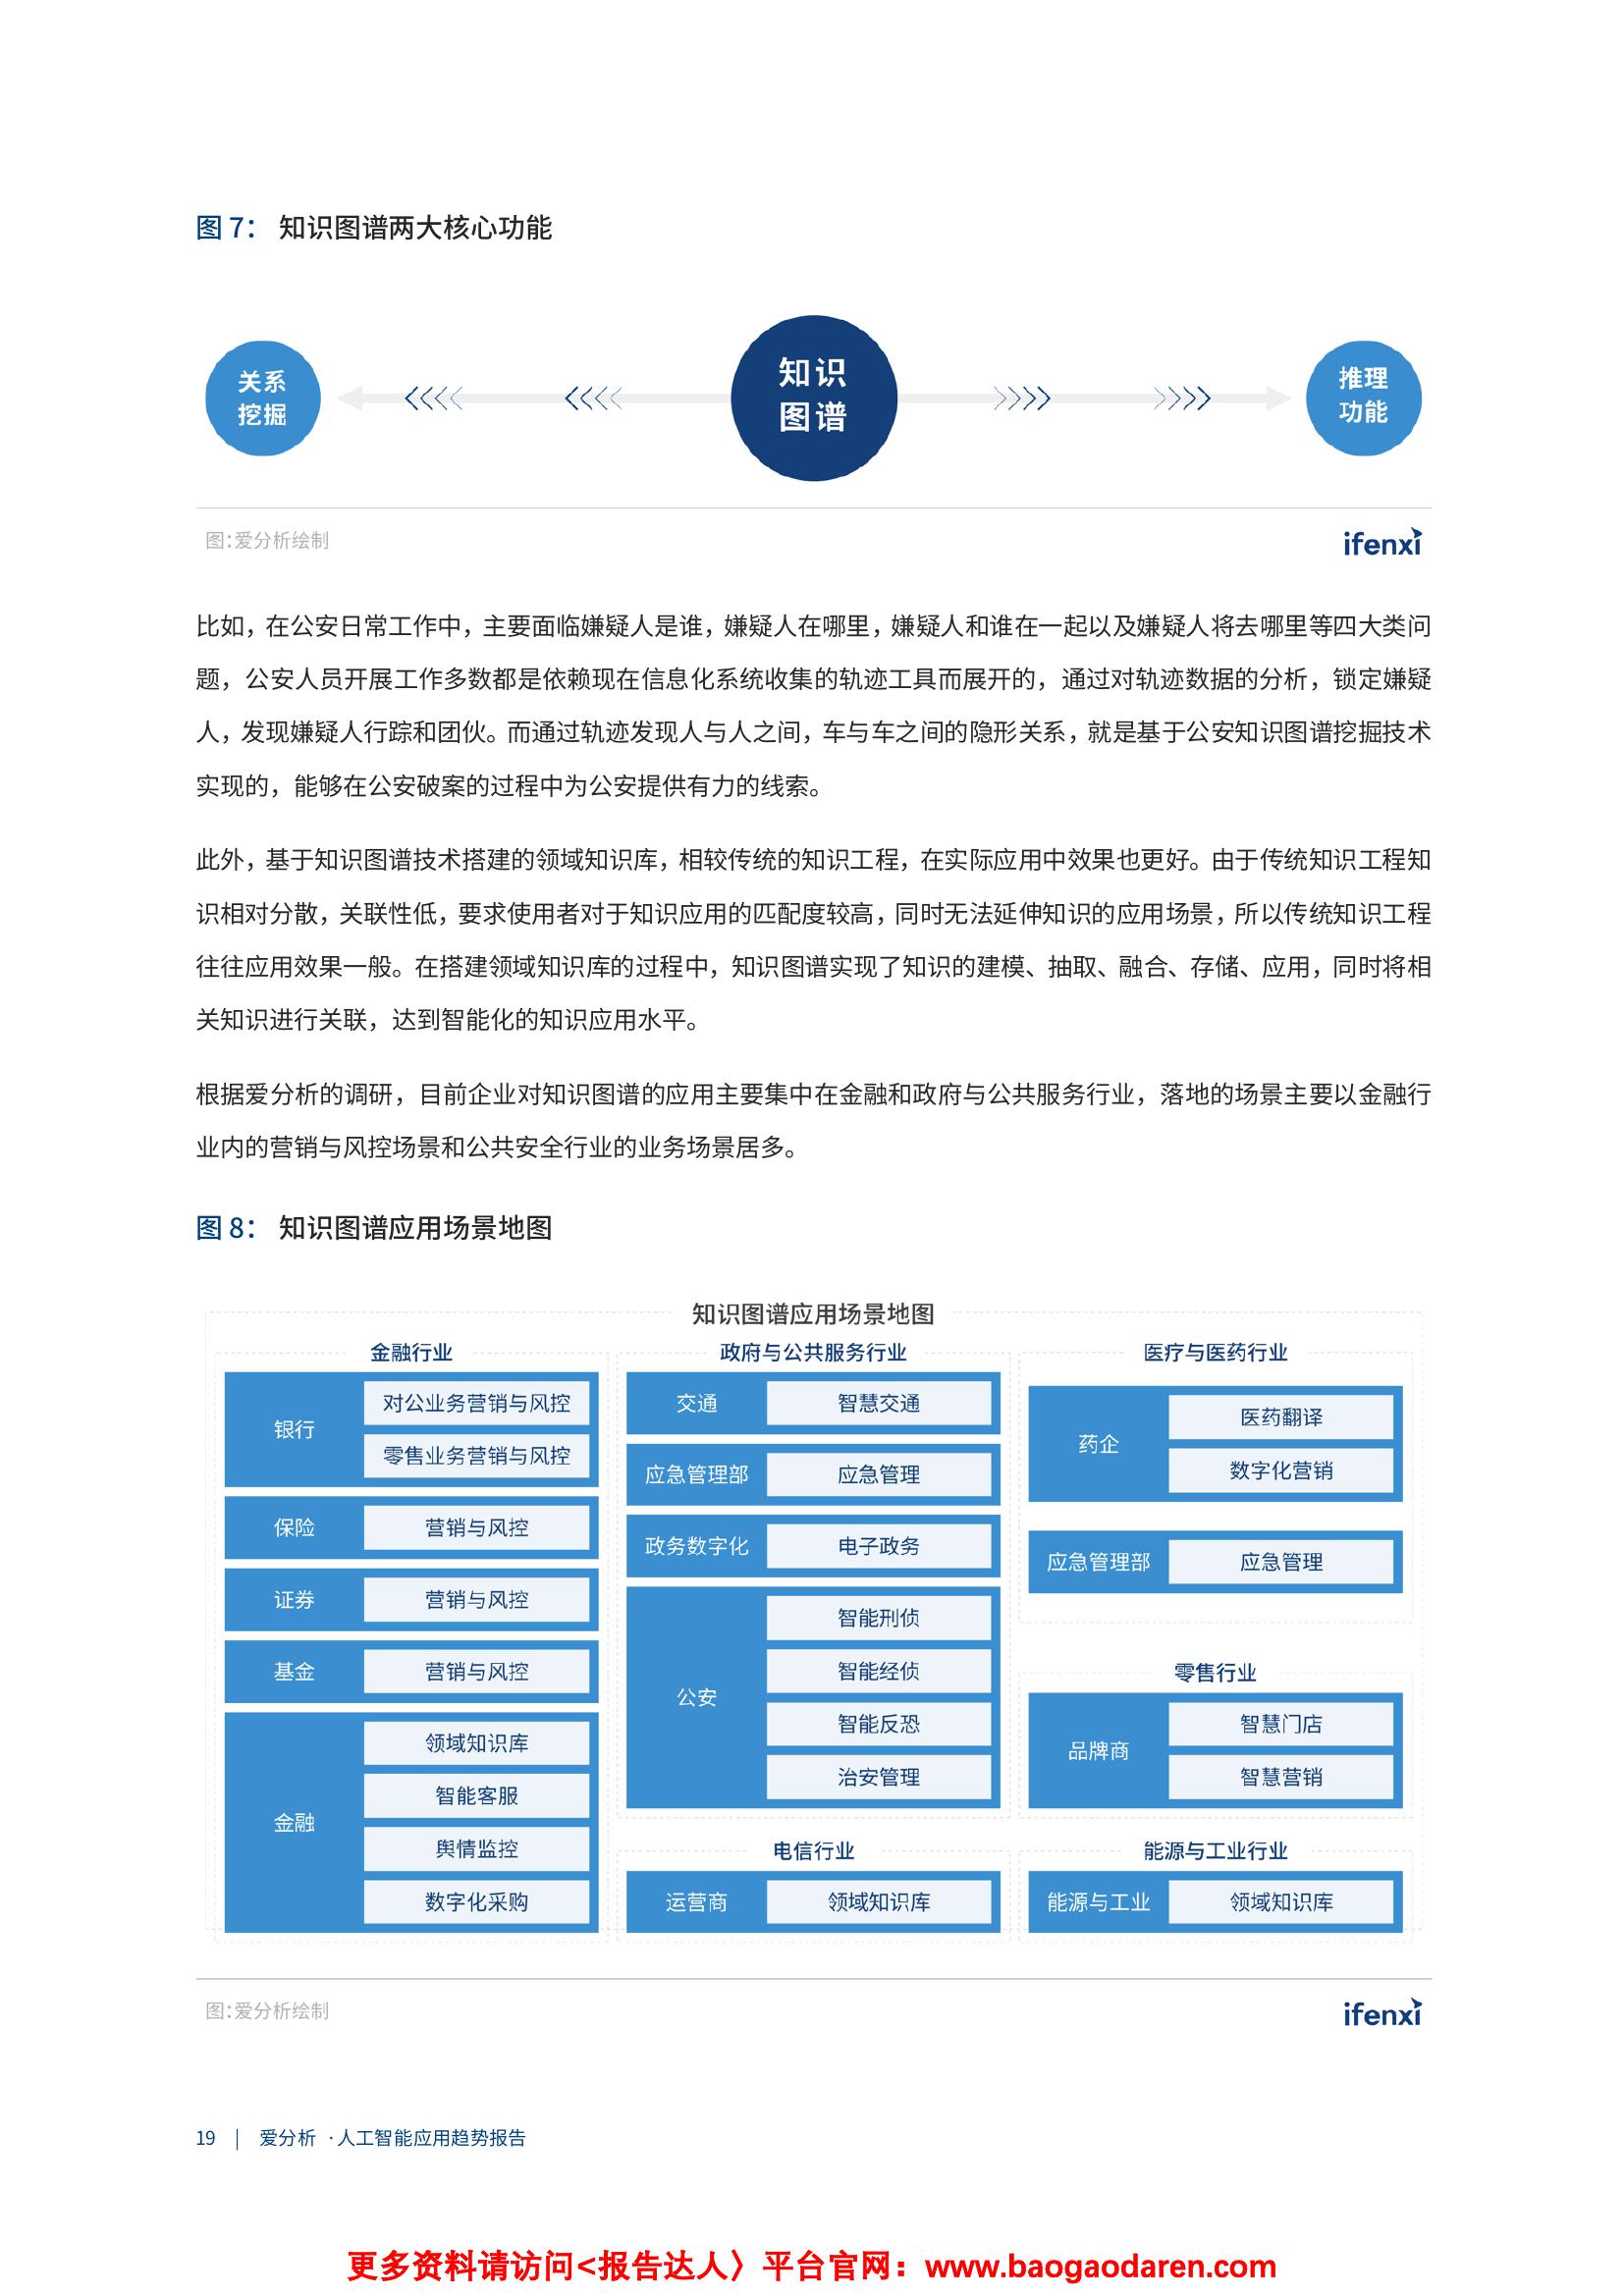 图 7： 知识图谱两大核心功能
关系
挖掘
知识
图谱
推理
功能
图:爱分析绘制
ifenxi
比如，在公安日常工作中，主要面临嫌疑人是谁，嫌疑人在哪里，嫌疑人和谁在一起以及嫌疑人将去哪里等四大类问
题，公安人员开展工作多数都是依赖现在信息化系统收集的轨迹工具而展开的，通过对轨迹数据的分析，锁定嫌疑
人，发现嫌疑人行踪和团伙。而通过轨迹发现人与人之间，车与车之间的隐形关系，就是基于公安知识图谱挖掘技术
实现的，能够在公安破案的过程中为公安提供有力的线索。
此外，基于知识图谱技术搭建的领域知识库，相较传统的知识工程，在实际应用中效果也更好。由于传统知识工程知
识相对分散，关联性低，要求使用者对于知识应用的匹配度较高，同时无法延伸知识的应用场景，所以传统知识工程
往往应用效果一般。在搭建领域知识库的过程中，知识图谱实现了知识的建模、抽取、融合、存储、应用，同时将相
关知识进行关联，达到智能化的知识应用水平。
根据爱分析的调研，目前企业对知识图谱的应用主要集中在金融和政府与公共服务行业，落地的场景主要以金融行
业内的营销与风控场景和公共安全行业的业务场景居多。
图 8： 知识图谱应用场景地图
知识图谱应用场景地图
金融行业
银行
对公业务营销与风控
零售业务营销与风控
保险
营销与风控
证券
营销与风控
基金
营销与风控
金融
领域知识库
智能客服
舆情监控
数字化采购
政府与公共服务行业
交通
智慧交通
应急管理部
应急管理
政务数字化
电子政务
公安
智能刑侦
智能经侦
智能反恐
治安管理
电信行业
运营商
领域知识库
医疗与医药行业
药企
医药翻译
数字化营销
应急管理部
应急管理
零售行业
品牌商
智慧门店
智慧营销
能源与工业行业
能源与工业
领域知识库
图:爱分析绘制
ifenxi
19 | 爱分析 ·人工智能应用趋势报告
更多资料请访问<报告达人〉平台官网：www.baogaodaren.com